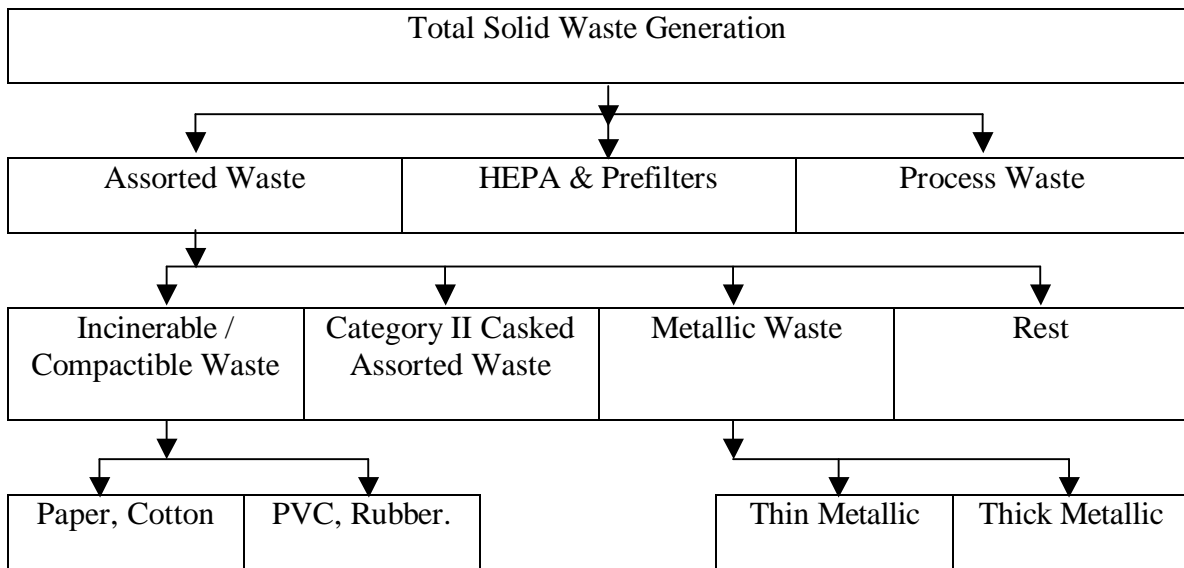 Total Solid Waste Generation
Assorted Waste
HEPA & Prefilters
Process Waste
Incinerable /
Compactible Waste
Category II Casked
Assorted Waste
Metallic Waste
Rest
Paper, Cotton
PVC, Rubber.
Thin Metallic
Thick Metallic